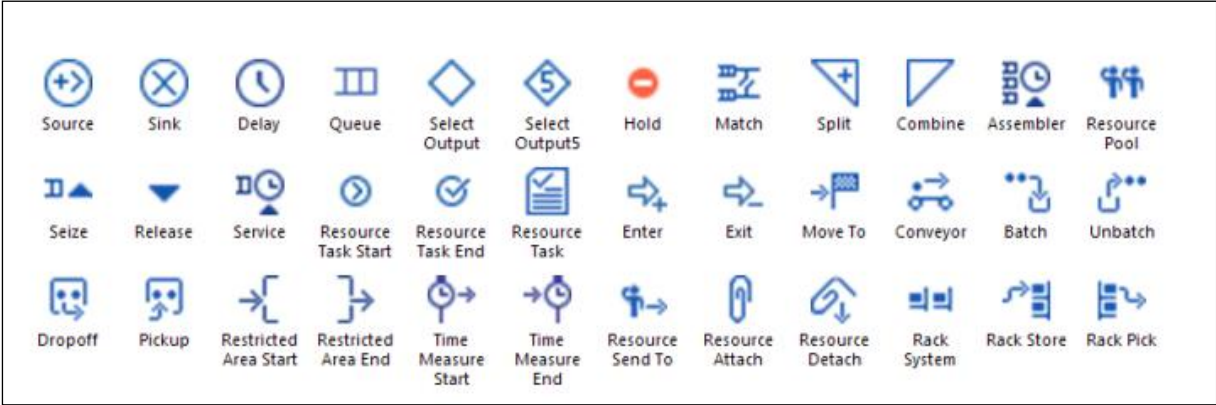 Source Sink Delay Queue Select Output Select Output5 Hold Match Split Combine Assembler Resource Pool
Seize Release Service Resource Task Start Resource Task End Resource Task Enter Exit Move To Conveyor Batch Unbatch
Dropoff Pickup Restricted Area Start Restricted Area End Time Measure Start Time Measure End Resource Send To Resource Attach Resource Detach Rack System Rack Store Rack Pick